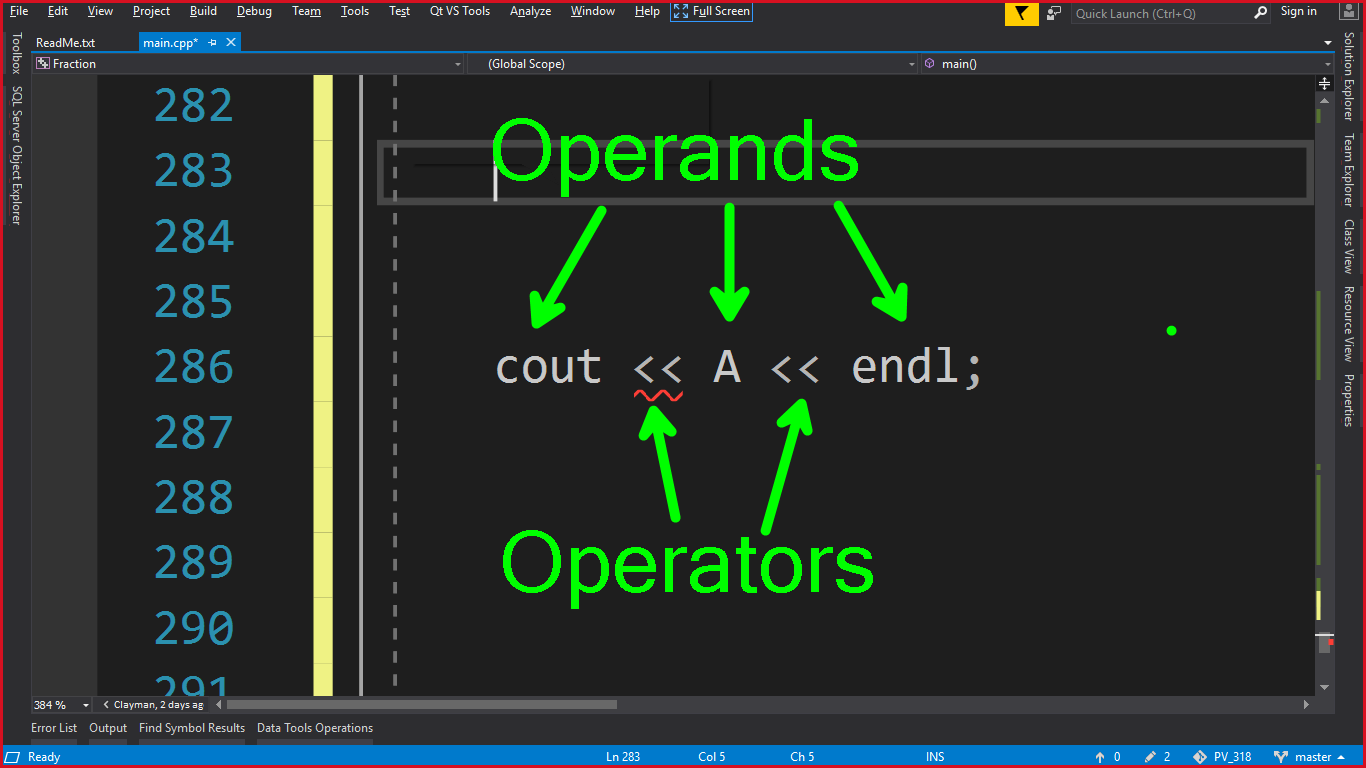 File Edit View Project Build Debug Team Tools Test Qt VS Tools Analyze Window Help Full Screen Quick Launch (Ctrl+Q) Sign in
ReadMe.txt main.cpp*
Fraction (Global Scope) main()
Toolbox
SQL Server Object Explorer
282
Operands
283
284
285
286 cout << A << endl;
287
288
Operators
289
290
291
Solution Explorer
Team Explorer
Class View
Resource View
Properties
384 % Clayman, 2 days ag
Error List Output Find Symbol Results Data Tools Operations
Ready Ln 283 Col 5 Ch 5 INS 0 2 PV_318 master